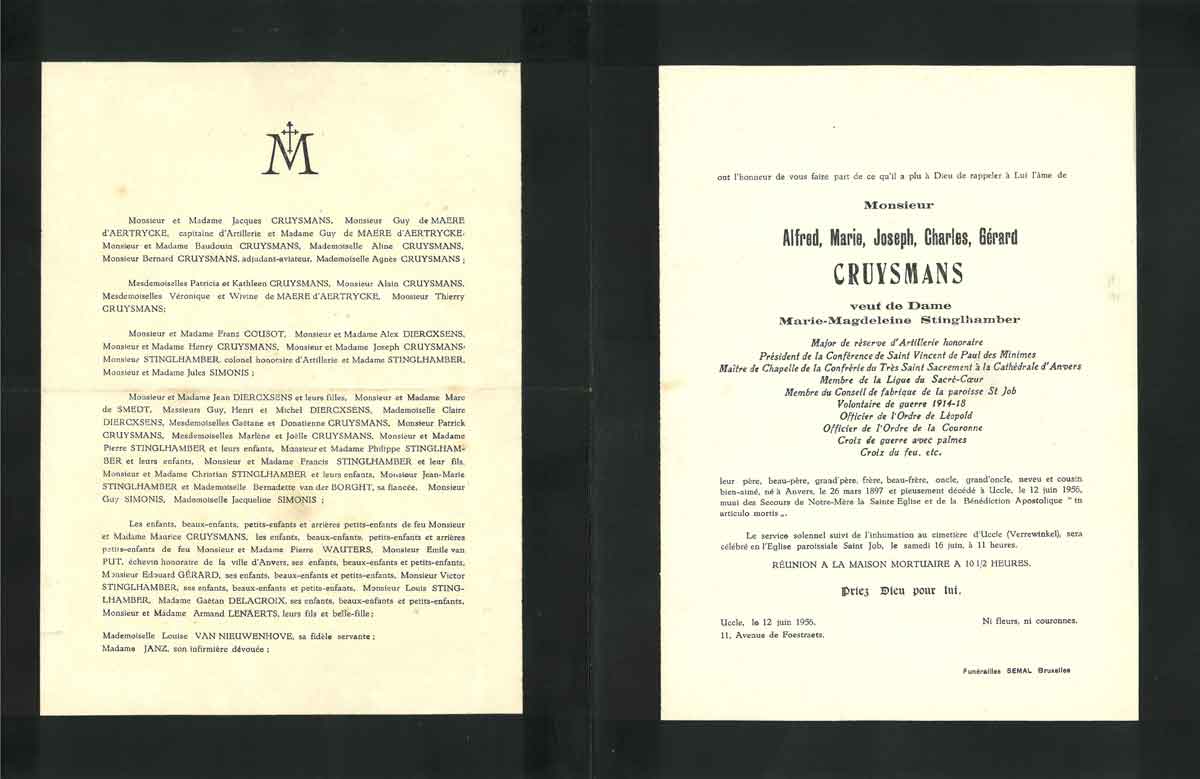 M
Monsieur et Madame Jacques CRUYSMANS, Monsieur Guy de MAERE
d'AERTRYCKE, capitaine d'Artillerie et Madame Guy de MAERE d'AERTRYCKE;
Monsieur et Madame Baudouin CRUYSMANS, Mademoiselle Aline CRUYSMANS,
Monsieur Bernard CRUYSMANS, adjudant-aviateur, Mademoiselle Agnès CRUYSMANS ;
Mesdemoiselles Patricia et Kathleen CRUYSMANS, Monsieur Alain CRUYSMANS,
Mesdemoiselles Véronique et Wivine de MAERE d'AERTRYCKE, Monsieur Thierry
CRUYSMANS;
Monsieur et Madame Franz COUSOT, Monsieur et Madame Alex DIERCXSENS,
Monsieur et Madame Henry CRUYSMANS, Monsieur et Madame Joseph CRUYSMANS,
Monsieur STINGLHAMBER, colonel honoraire d'Artillerie et Madame STINGLHAMBER,
Monsieur et Madame Jules SIMONIS ;
Monsieur et Madame Jean DIERCXSENS et leurs filles, Monsieur et Madame Marc
de SMEDT, Messieurs Guy, Henri et Michel DIERCXSENS, Mademoiselle Claire
DIERCXSENS, Mesdemoiselles Gaëtane et Donatienne CRUYSMANS, Monsieur Patrick
CRUYSMANS, Mesdemoiselles Marlène et Joëlle CRUYSMANS, Monsieur et Madame
Pierre STINGLHAMBER et leurs enfants, Monsieur et Madame Philippe STINGLHAM-
BER et leurs enfants, Monsieur et Madame Francis STINGLHAMBER et leur fils,
Monsieur et Madame Christian STINGLHAMBER et leurs enfants, Monsieur Jean-Marie
STINGLHAMBER et Mademoiselle Bernadette van der BORGHT, sa fiancée, Monsieur
Guy SIMONIS, Mademoiselle Jacqueline SIMONIS ;
Les enfants, beaux-enfants, petits-enfants et arrières petits-enfants de feu Monsieur
et Madame Maurice CRUYSMANS, les enfants, beaux-enfants, petits-enfants et arrières
petits-enfants de feu Monsieur et Madame Pierre WAUTERS, Monsieur Emile van
PUT, échevin honoraire de la ville d'Anvers, ses enfants, beaux-enfants et petits-enfants,
Monsieur Edouard GÉRARD, ses enfants, beaux-enfants et petits-enfants, Monsieur Victor
STINGLHAMBER, ses enfants, beaux-enfants et petits-enfants, Monsieur Louis STING-
LHAMBER, Madame Gaëtan DELACROIX, ses enfants, beaux-enfants et petits-enfants,
Monsieur et Madame Armand LENAERTS, leurs fils et belle-fille ;
Mademoiselle Louise VAN NIEUWENHOVE, sa fidèle servante ;
Madame JANZ, son infirmière dévouée ;
ont l'honneur de vous faire part de ce qu'il a plu à Dieu de rappeler à Lui l'âme de
Monsieur
Alfred, Marie, Joseph, Charles, Gérard
CRUYSMANS
veuf de Dame
Marie-Magdeleine Stinglhamber
Major de réserve d'Artillerie honoraire
Président de la Conférence de Saint Vincent de Paul des Minimes
Maître de Chapelle de la Confrérie du Très Saint Sacrement à la Cathédrale d'Anvers
Membre de la Ligue du Sacré-Cœur
Membre du Conseil de fabrique de la paroisse St Job
Volontaire de guerre 1914-18
Officier de l'Ordre de Léopold
Officier de l'Ordre de la Couronne
Croix de guerre avec palmes
Croix du feu, etc.
leur père, beau-père, grand'père, frère, beau-frère, oncle, grand'oncle, neveu et cousin
bien-aimé, né à Anvers, le 26 mars 1897 et pieusement décédé à Uccle, le 12 juin 1956,
muni des Secours de Notre-Mère la Sainte Eglise et de la Bénédiction Apostolique " in
articulo mortis „.
Le service solennel suivi de l'inhumation au cimetière d'Uccle (Verrewinkel), sera
célébré en l'Eglise paroissiale Saint Job, le samedi 16 juin, à 11 heures.
RÉUNION A LA MAISON MORTUAIRE A 10 1/2 HEURES.
Priez Dieu pour lui.
Uccle, le 12 juin 1956. Ni fleurs, ni couronnes.
11, Avenue de Foestraets.
Funérailles SEMAL Bruxelles